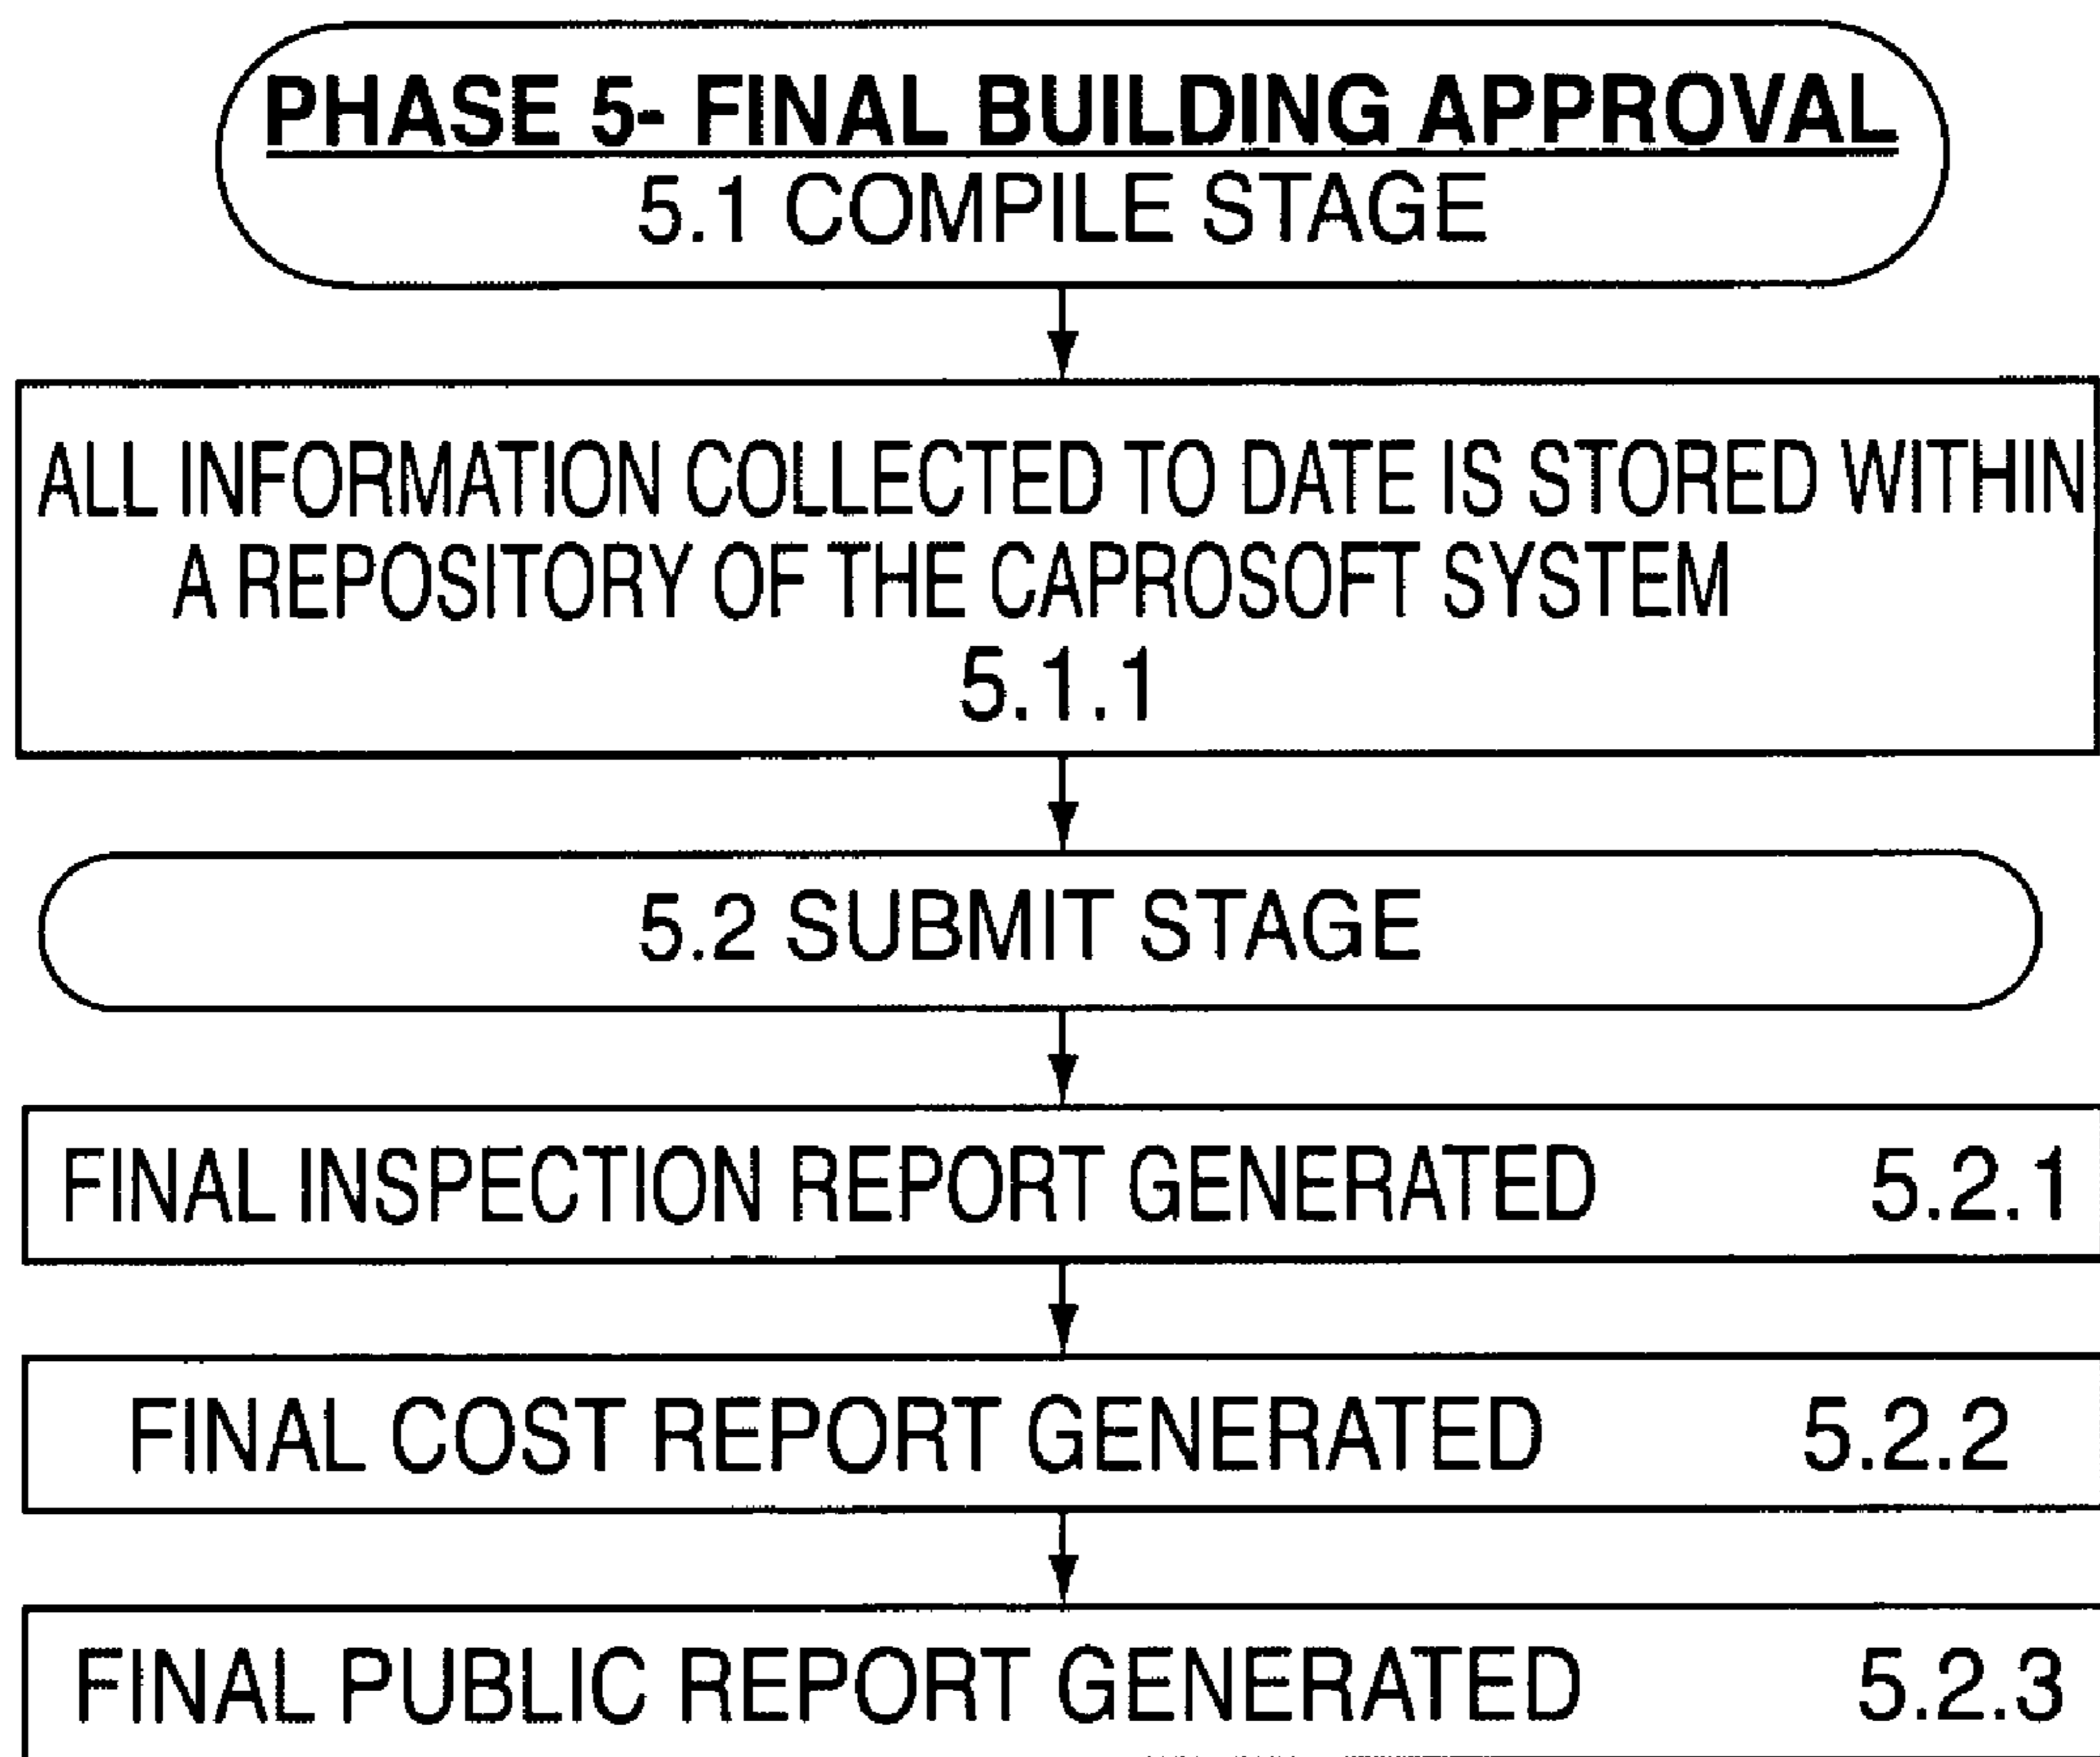 PHASE 5- FINAL BUILDING APPROVAL
5.1 COMPILE STAGE
ALL INFORMATION COLLECTED TO DATE IS STORED WITHIN
A REPOSITORY OF THE CAPROSOFT SYSTEM
5.1.1
5.2 SUBMIT STAGE
FINAL INSPECTION REPORT GENERATED 5.2.1
FINAL COST REPORT GENERATED 5.2.2
FINAL PUBLIC REPORT GENERATED 5.2.3